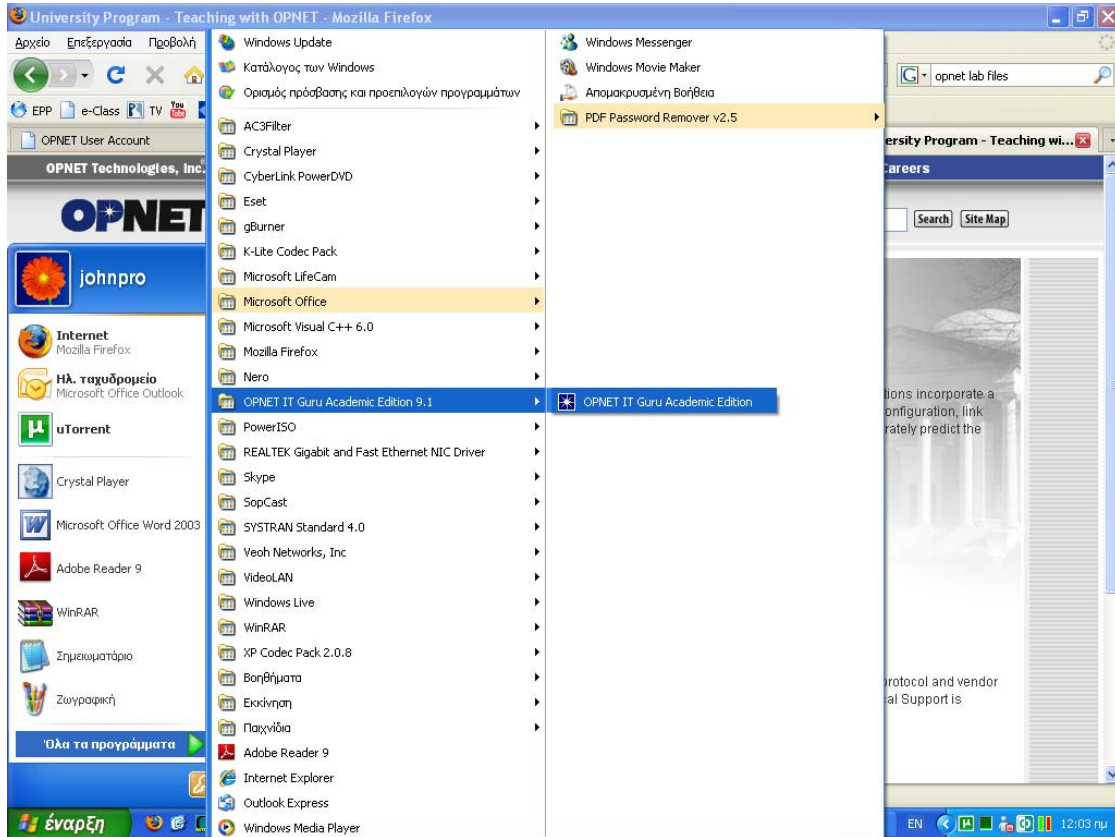 University Program - Teaching with OPNET - Mozilla Firefox
Αρχείο Επεξεργασία Προβολή
opnet lab files
EPP e-Class TV
OPNET User Account
ersity Program - Teaching wi...
OPNET Technologies, Inc.
Careers
OPNET
Search Site Map
johnpro
Internet
Mozilla Firefox
Ηλ. ταχυδρομείο
Microsoft Office Outlook
uTorrent
Crystal Player
Microsoft Office Word 2003
Adobe Reader 9
WinRAR
Σημειωματάριο
Ζωγραφική
Όλα τα προγράμματα
Windows Update
Κατάλογος των Windows
Ορισμός πρόσβασης και προεπιλογών προγραμμάτων
AC3Filter
Crystal Player
CyberLink PowerDVD
Eset
gBurner
K-Lite Codec Pack
Microsoft LifeCam
Microsoft Office
Microsoft Visual C++ 6.0
Mozilla Firefox
Nero
OPNET IT Guru Academic Edition 9.1
PowerISO
REALTEK Gigabit and Fast Ethernet NIC Driver
Skype
SopCast
SYSTRAN Standard 4.0
Veoh Networks, Inc
VideoLAN
Windows Live
WinRAR
XP Codec Pack 2.0.8
Βοηθήματα
Εκκίνηση
Παιχνίδια
Adobe Reader 9
Internet Explorer
Outlook Express
Windows Media Player
Windows Messenger
Windows Movie Maker
Απομακρυσμένη Βοήθεια
PDF Password Remover v2.5
OPNET IT Guru Academic Edition
tions incorporate a
onfiguration, link
rately predict the
protocol and vendor
cal Support is
έναρξη
EN
12:03 πμ